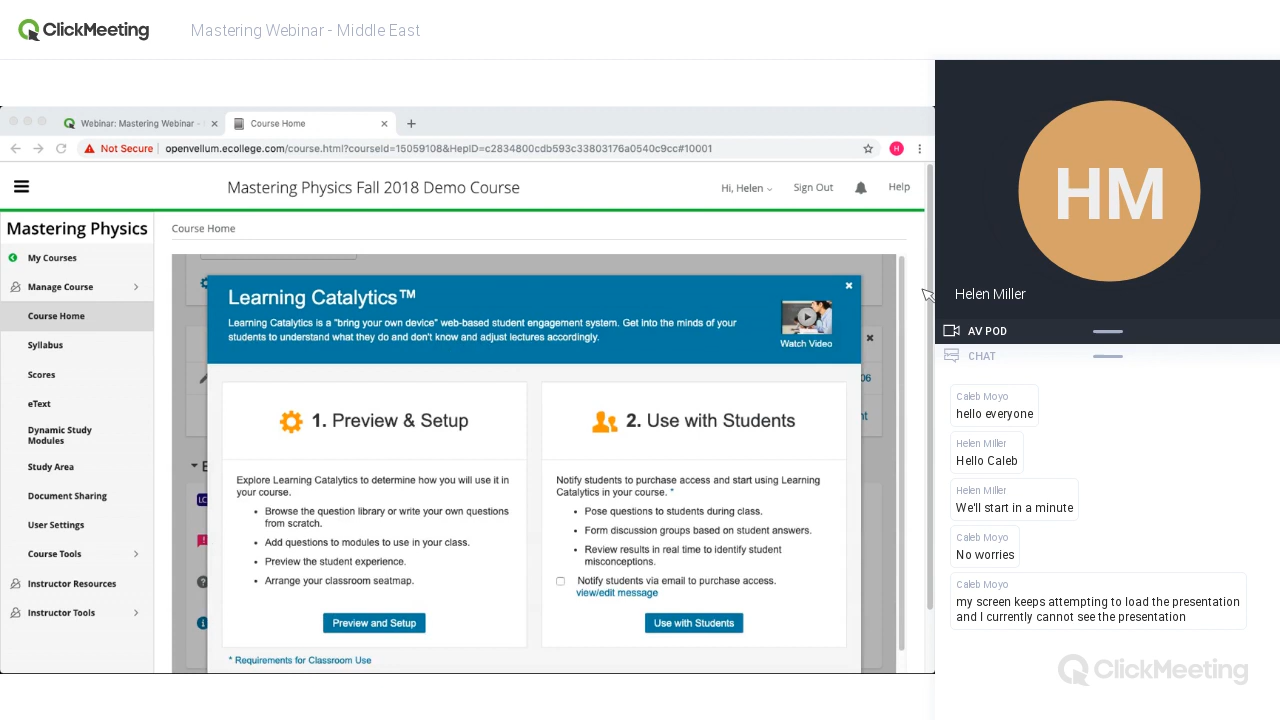 ClickMeeting
Mastering Webinar - Middle East
Webinar: Mastering Webinar -
Course Home
Not Secure
openvellum.ecollege.com/course.html?courseId=15059108&HepID=c2834800cdb593c33803176a0540c9cc#10001
H
Mastering Physics Fall 2018 Demo Course
Hi, Helen
Sign Out
Help
Mastering Physics
My Courses
Manage Course
Course Home
Syllabus
Scores
eText
Dynamic Study
Modules
Study Area
Document Sharing
User Settings
Course Tools
Instructor Resources
Instructor Tools
Course Home
Learning Catalytics™
Learning Catalytics is a "bring your own device" web-based student engagement system. Get into the minds of your
students to understand what they do and don't know and adjust lectures accordingly.
Watch Video
06
nt
LC
1. Preview & Setup
Explore Learning Catalytics to determine how you will use it in
your course.
• Browse the question library or write your own questions
from scratch.
• Add questions to modules to use in your class.
• Preview the student experience.
• Arrange your classroom seatmap.
Preview and Setup
2. Use with Students
Notify students to purchase access and start using Learning
Catalytics in your course. *
• Pose questions to students during class.
• Form discussion groups based on student answers.
• Review results in real time to identify student
misconceptions.
Notify students via email to purchase access.
view/edit message
Use with Students
* Requirements for Classroom Use
HM
Helen Miller
AV POD
CHAT
Caleb Moyo
hello everyone
Helen MIller
Hello Caleb
Helen MIller
We'll start in a minute
Caleb Moyo
No worries
Caleb Moyo
my screen keeps attempting to load the presentation
and I currently cannot see the presentation
ClickMeeting